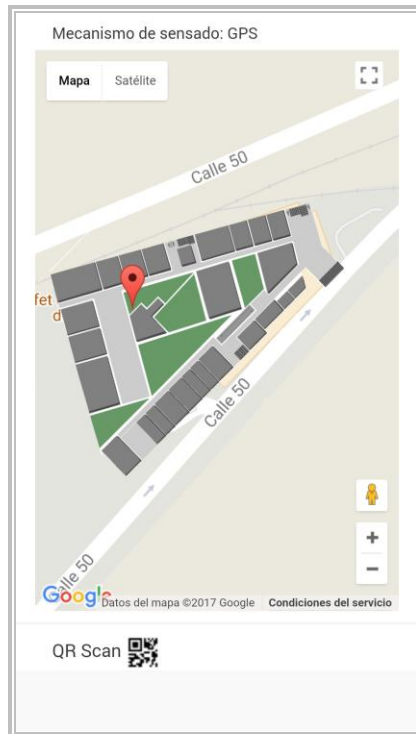 Mecanismo de sensado: GPS
Mapa Satélite
Calle 50
fet
d
Calle 50
Calle 50
+
−
Google Datos del mapa ©2017 Google Condiciones del servicio
QR Scan